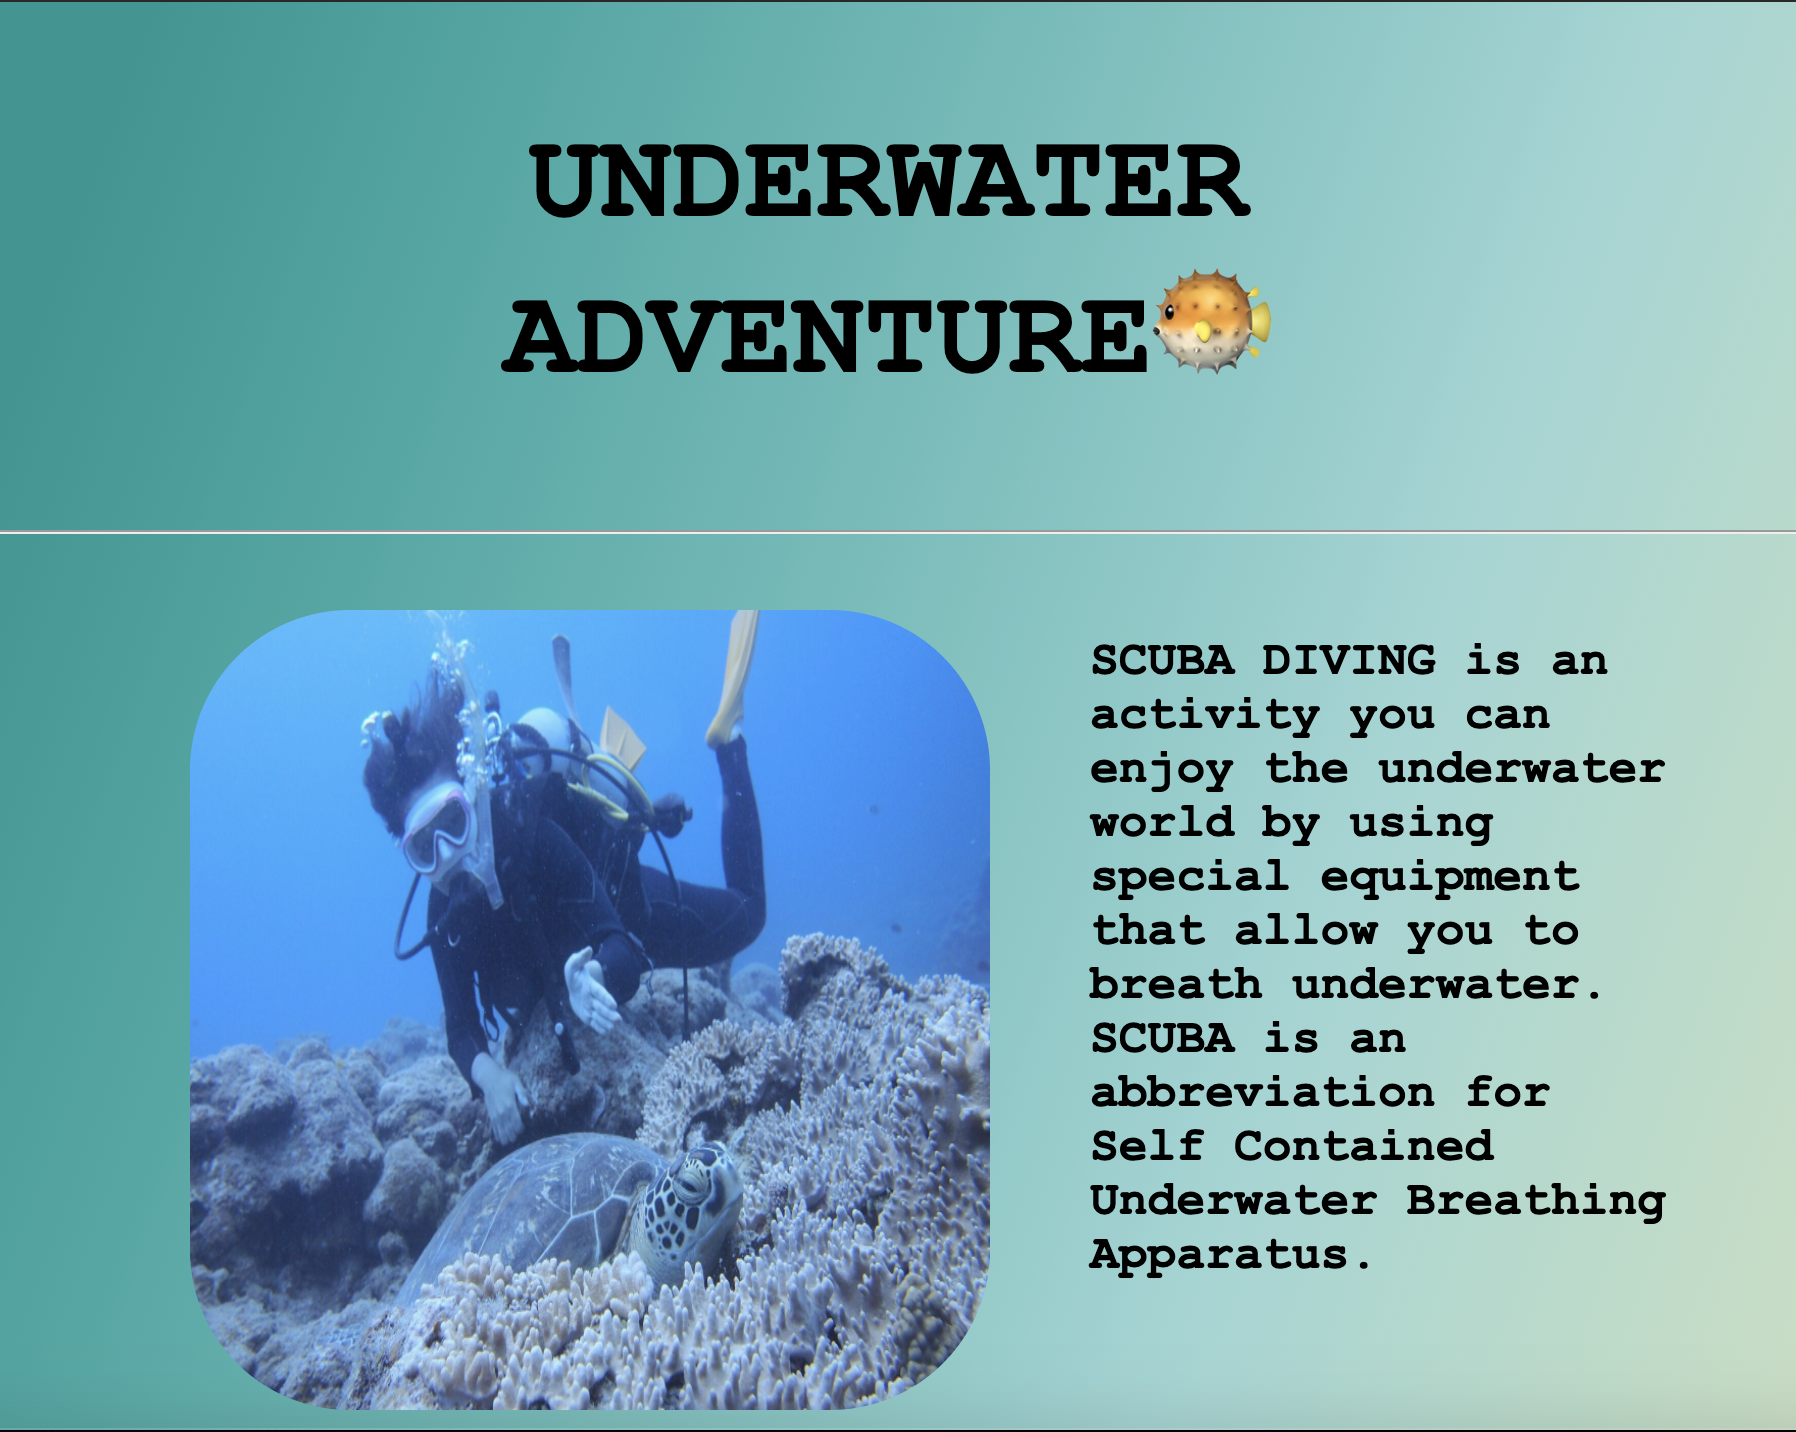 UNDERWATER
ADVENTURE🐡
SCUBA DIVING is an
activity you can
enjoy the underwater
world by using
special equipment
that allow you to
breath underwater.
SCUBA is an
abbreviation for
Self Contained
Underwater Breathing
Apparatus.